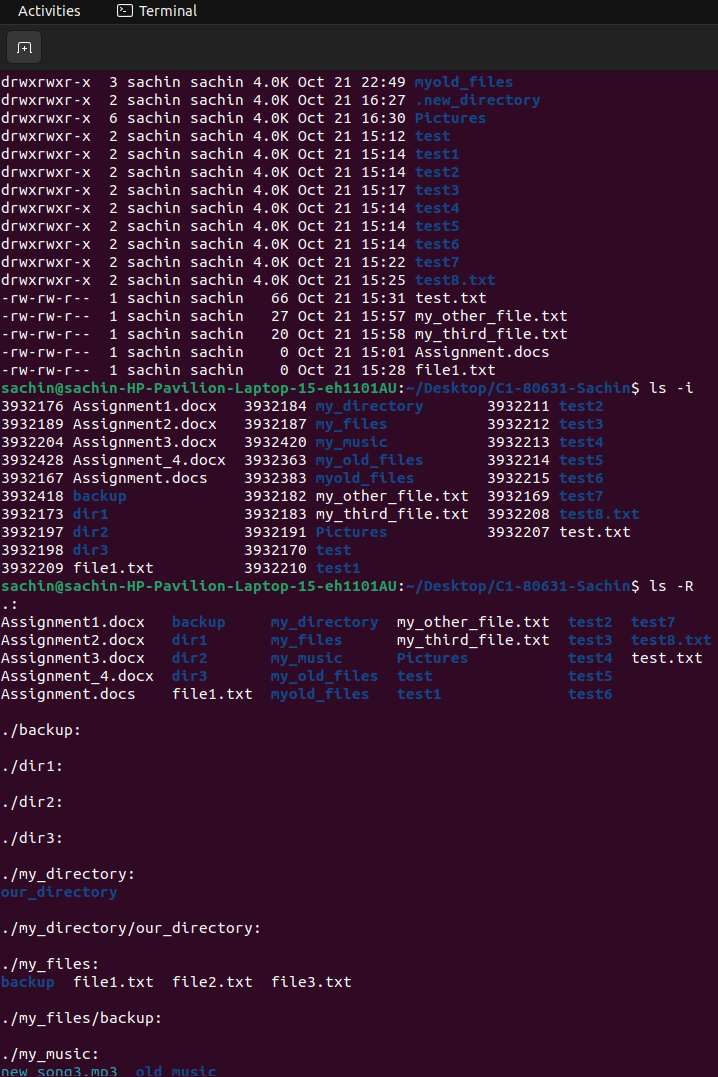 Activities Terminal
drwxrwxr-x  3 sachin sachin 4.0K Oct 21 22:49 myold_files
drwxrwxr-x  2 sachin sachin 4.0K Oct 21 16:27 .new_directory
drwxrwxr-x  6 sachin sachin 4.0K Oct 21 16:30 Pictures
drwxrwxr-x  2 sachin sachin 4.0K Oct 21 15:12 test
drwxrwxr-x  2 sachin sachin 4.0K Oct 21 15:14 test1
drwxrwxr-x  2 sachin sachin 4.0K Oct 21 15:14 test2
drwxrwxr-x  2 sachin sachin 4.0K Oct 21 15:17 test3
drwxrwxr-x  2 sachin sachin 4.0K Oct 21 15:14 test4
drwxrwxr-x  2 sachin sachin 4.0K Oct 21 15:14 test5
drwxrwxr-x  2 sachin sachin 4.0K Oct 21 15:14 test6
drwxrwxr-x  2 sachin sachin 4.0K Oct 21 15:22 test7
drwxrwxr-x  2 sachin sachin 4.0K Oct 21 15:25 test8.txt
-rw-rw-r--  1 sachin sachin   66 Oct 21 15:31 test.txt
-rw-rw-r--  1 sachin sachin   27 Oct 21 15:57 my_other_file.txt
-rw-rw-r--  1 sachin sachin   20 Oct 21 15:58 my_third_file.txt
-rw-rw-r--  1 sachin sachin    0 Oct 21 15:01 Assignment.docs
-rw-rw-r--  1 sachin sachin    0 Oct 21 15:28 file1.txt
sachin@sachin-HP-Pavilion-Laptop-15-eh1101AU:~/Desktop/C1-80631-Sachin$ ls -i
3932176 Assignment1.docx   3932184 my_directory       3932211 test2
3932189 Assignment2.docx   3932187 my_files           3932212 test3
3932204 Assignment3.docx   3932420 my_music           3932213 test4
3932428 Assignment_4.docx  3932363 my_old_files       3932214 test5
3932167 Assignment.docs    3932383 myold_files        3932215 test6
3932418 backup             3932182 my_other_file.txt  3932169 test7
3932173 dir1               3932183 my_third_file.txt  3932208 test8.txt
3932197 dir2               3932191 Pictures           3932207 test.txt
3932198 dir3               3932170 test
3932209 file1.txt          3932210 test1
sachin@sachin-HP-Pavilion-Laptop-15-eh1101AU:~/Desktop/C1-80631-Sachin$ ls -R
.:
Assignment1.docx   backup     my_directory  my_other_file.txt  test2  test7
Assignment2.docx   dir1       my_files      my_third_file.txt  test3  test8.txt
Assignment3.docx   dir2       my_music      Pictures           test4  test.txt
Assignment_4.docx  dir3       my_old_files  test               test5
Assignment.docs    file1.txt  myold_files   test1              test6
./backup:
./dir1:
./dir2:
./dir3:
./my_directory:
our_directory
./my_directory/our_directory:
./my_files:
backup  file1.txt  file2.txt  file3.txt
./my_files/backup:
./my_music:
new_song3.mp3  old_music